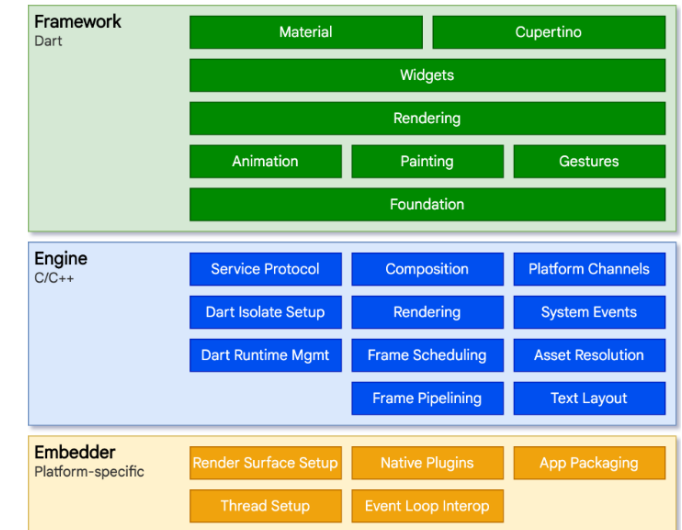 Framework
Dart
Material
Cupertino
Widgets
Rendering
Animation
Painting
Gestures
Foundation
Engine
C/C++
Service Protocol
Composition
Platform Channels
Dart Isolate Setup
Rendering
System Events
Dart Runtime Mgmt
Frame Scheduling
Asset Resolution
Frame Pipelining
Text Layout
Embedder
Platform-specific
Render Surface Setup
Native Plugins
App Packaging
Thread Setup
Event Loop Interop